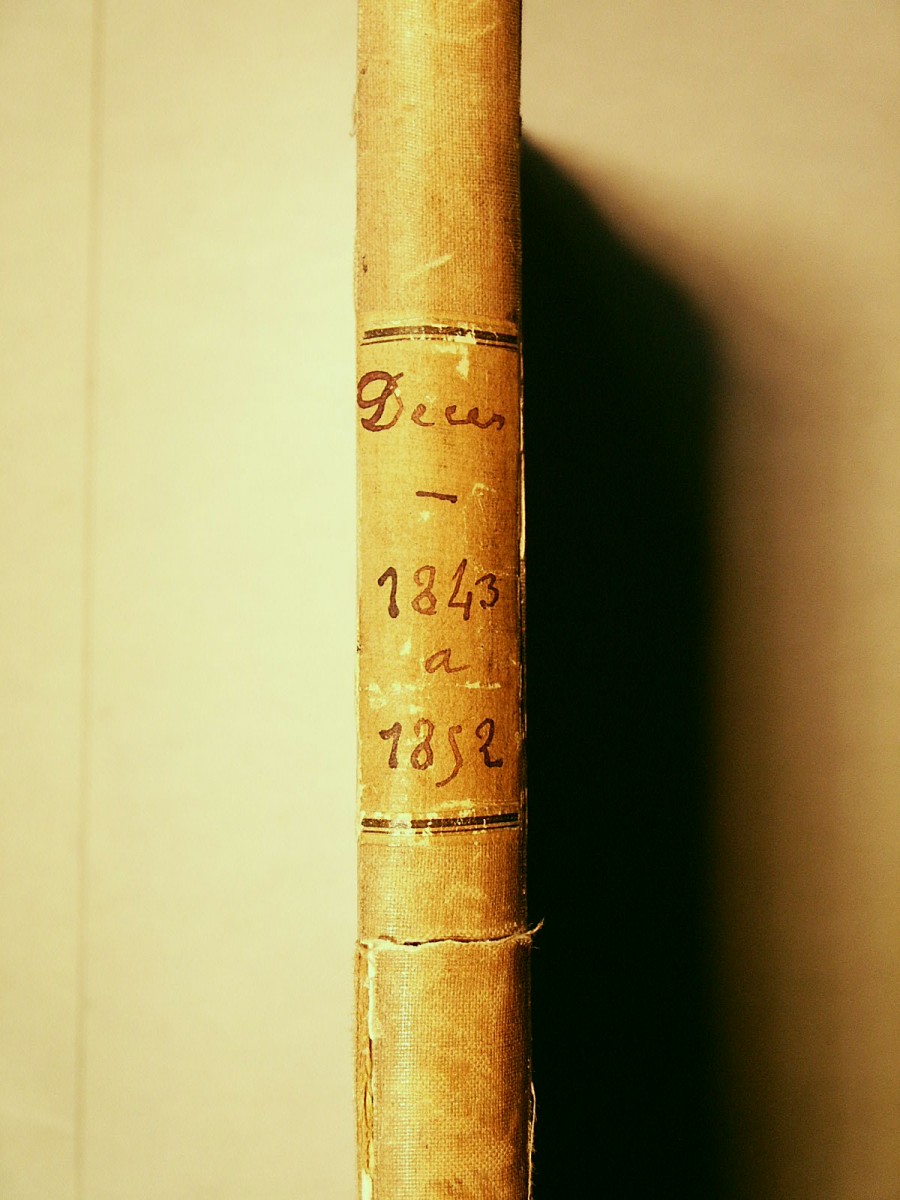 Deces
—
1843
a
1852